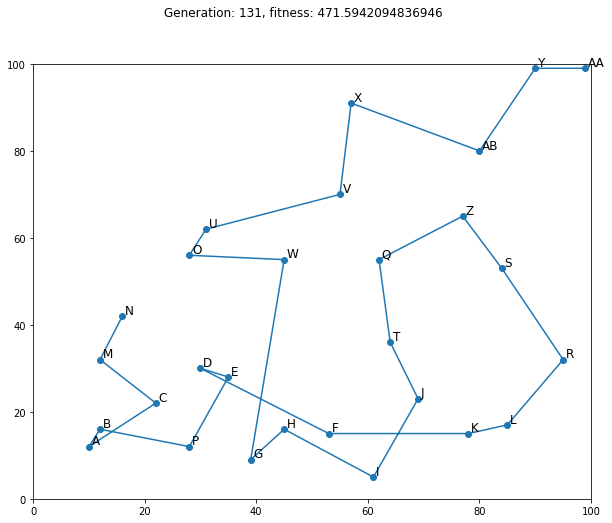 Generation: 131, fitness: 471.5942094836946
100
Y
AA
X
80
AB
V
Z
U
60
O
W
Q
S
N
40
T
M
R
D
E
C
J
20
L
B
H
F
K
A
P
G
I
0
0
20
40
60
80
100